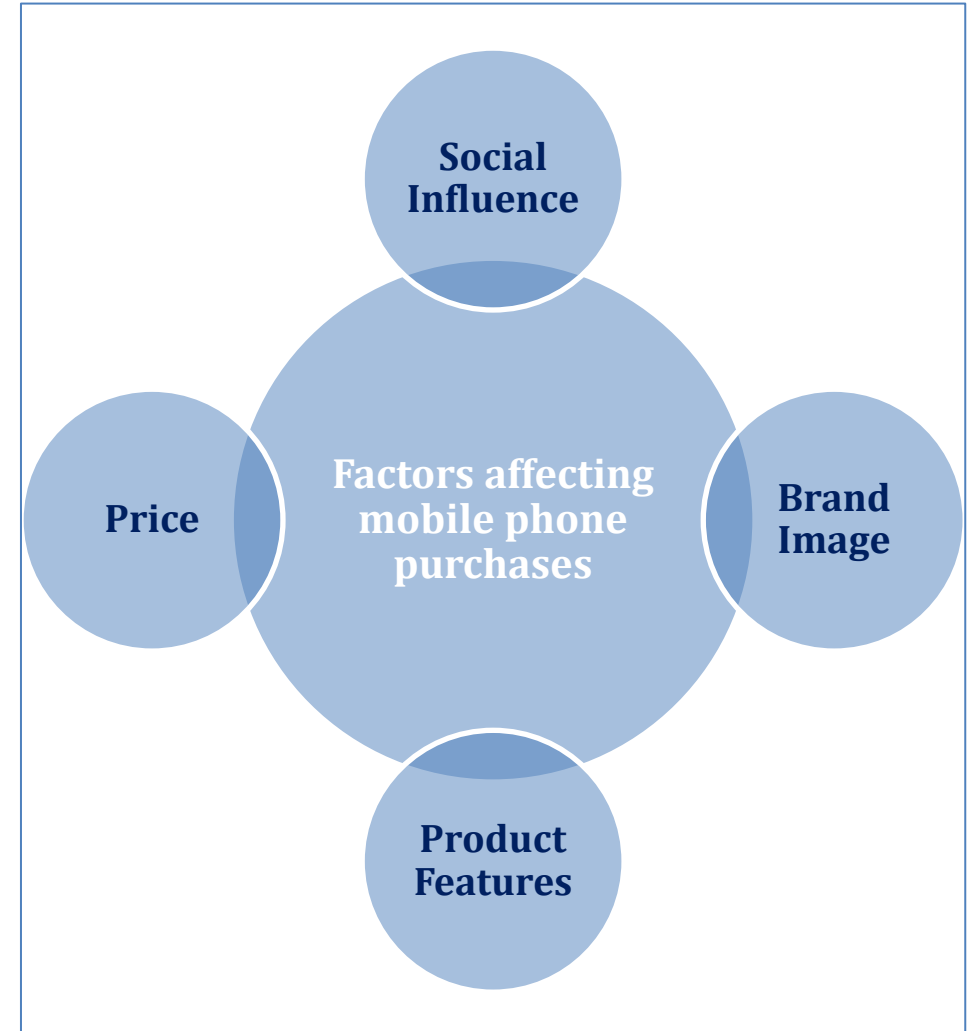 Social
Influence
Price
Factors affecting
mobile phone
purchases
Brand
Image
Product
Features